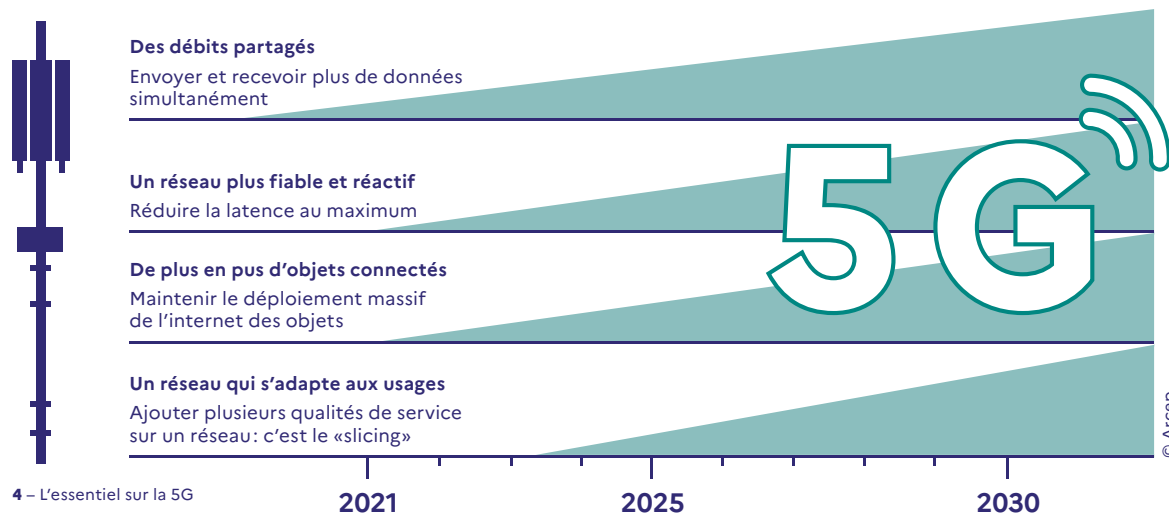 Des débits partagés
Envoyer et recevoir plus de données
simultanément
Un réseau plus fiable et réactif
Réduire la latence au maximum
5G
De plus en pus d’objets connectés
Maintenir le déploiement massif
de l’internet des objets
Un réseau qui s’adapte aux usages
Ajouter plusieurs qualités de service
sur un réseau : c’est le «slicing»
© Arcep
4 – L’essentiel sur la 5G
2021
2025
2030